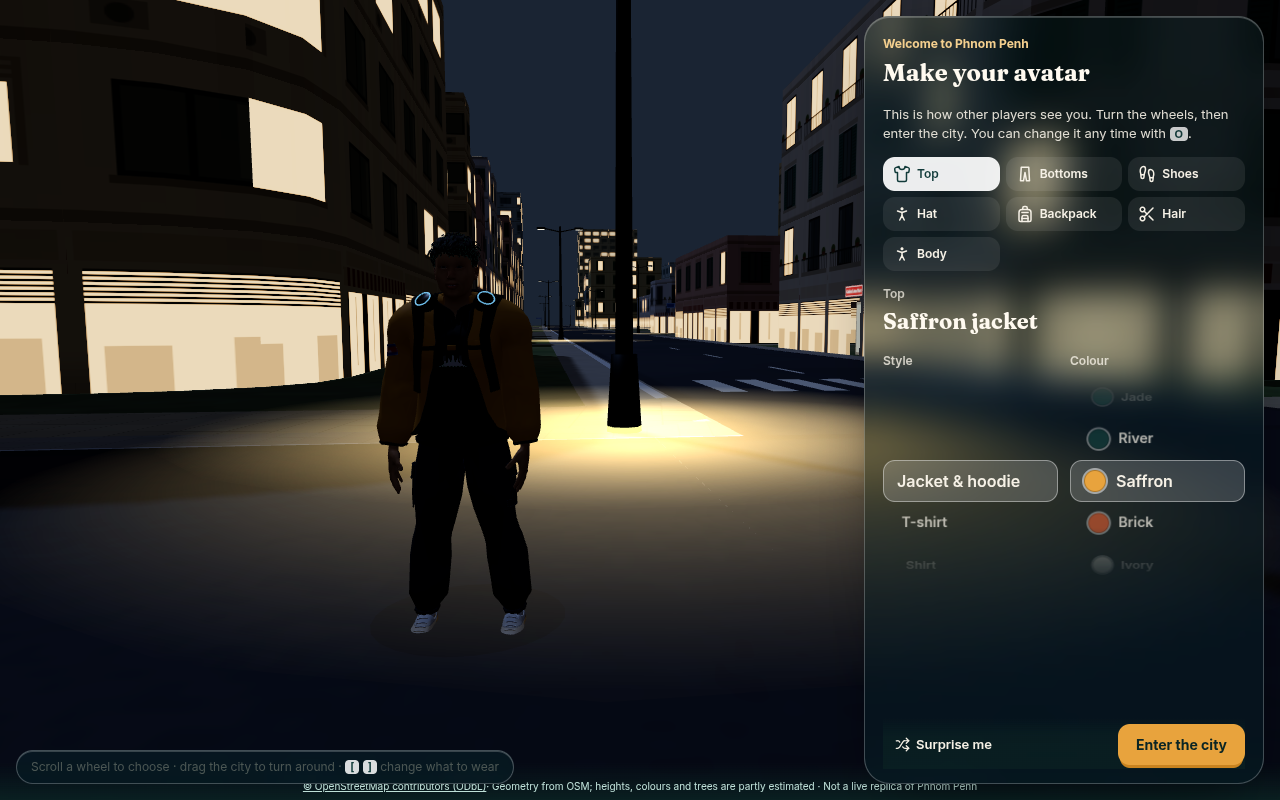 Welcome to Phnom Penh
Make your avatar
This is how other players see you. Turn the wheels, then
enter the city. You can change it any time with O.
Top
Bottoms
Shoes
Hat
Backpack
Hair
Body
Top
Saffron jacket
Style
Colour
Jade
River
Jacket & hoodie
Saffron
T-shirt
Brick
Shirt
Ivory
Surprise me
Enter the city
Scroll a wheel to choose · drag the city to turn around · [ ] change what to wear
© OpenStreetMap contributors (ODbL) · Geometry from OSM; heights, colours and trees are partly estimated · Not a live replica of Phnom Penh